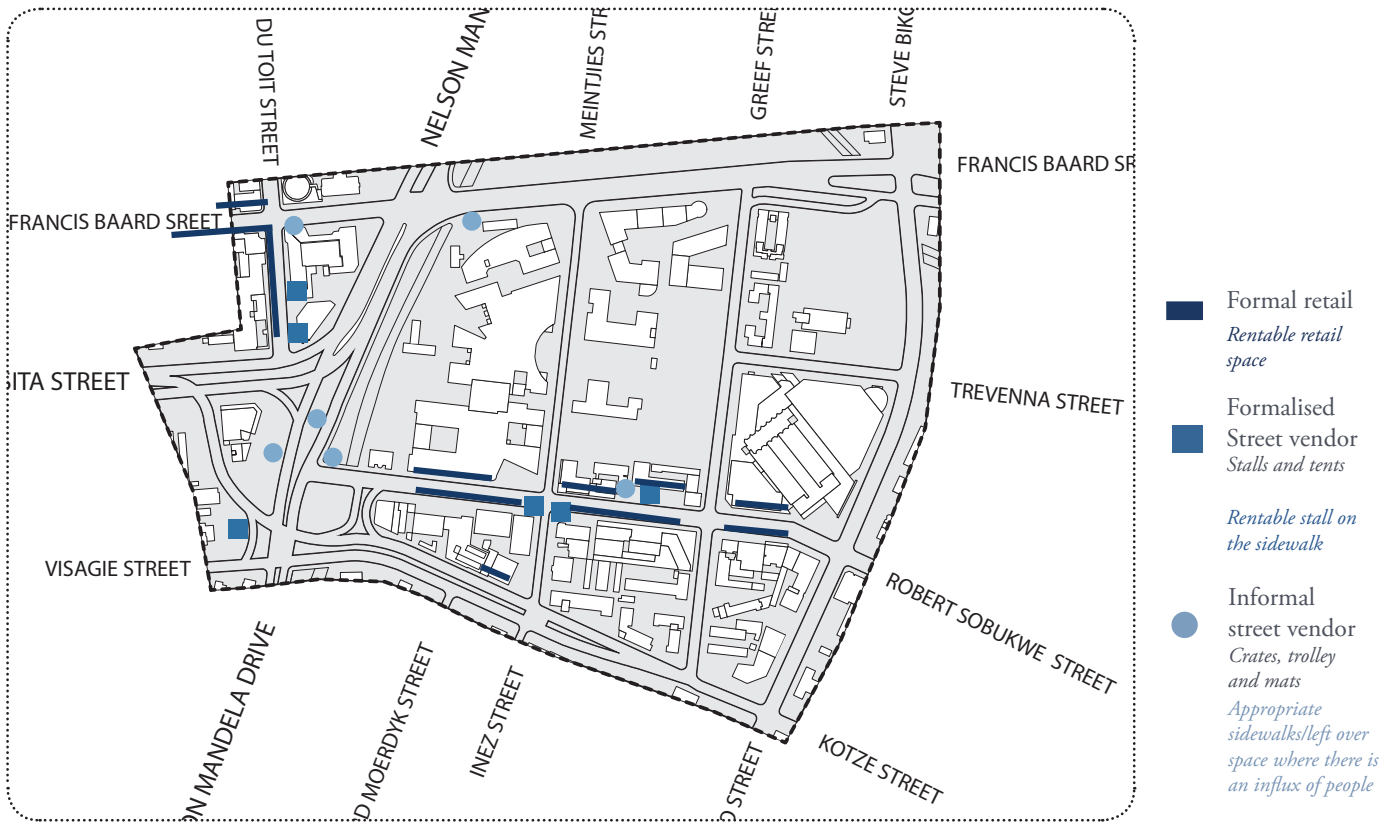 DU TOIT STREET
NELSON MAN
MEINTJIES STR
GREEF STRE
STEVE BIK
FRANCIS BAARD SR
FRANCIS BAARD SREET
SITA STREET
TREVENNA STREET
VISAGIE STREET
ROBERT SOBUKWE STREET
KOTZE STREET
ON MANDELA DRIVE
D MOERDYK STREET
INEZ STREET
STREET
Formal retail
Rentable retail
space
Formalised
Street vendor
Stalls and tents
Rentable stall on
the sidewalk
Informal
street vendor
Crates, trolley
and mats
Appropriate
sidewalks/left over
space where there is
an influx of people